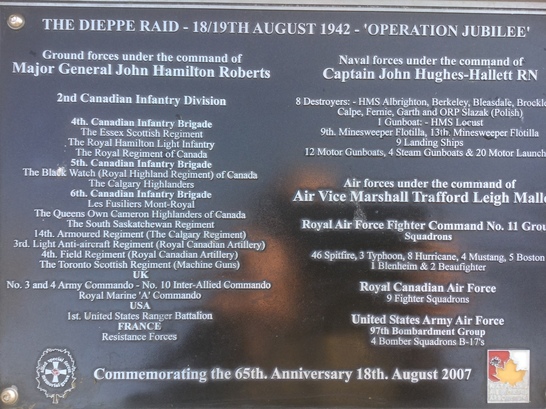 THE DIEPPE RAID - 18/19TH AUGUST 1942 - 'OPERATION JUBILEE'
Ground forces under the command of
Major General John Hamilton Roberts
2nd Canadian Infantry Division
4th. Canadian Infantry Brigade
The Essex Scottish Regiment
The Royal Hamilton Light Infantry
The Royal Regiment of Canada
5th. Canadian Infantry Brigade
The Black Watch (Royal Highland Regiment) of Canada
The Calgary Highlanders
6th. Canadian Infantry Brigade
Les Fusiliers Mont-Royal
The Queens Own Cameron Highlanders of Canada
The South Saskatchewan Regiment
14th. Armoured Regiment (The Calgary Regiment)
3rd. Light Anti-aircraft Regiment (Royal Canadian Artillery)
4th. Field Regiment (Royal Canadian Artillery)
The Toronto Scottish Regiment (Machine Guns)
UK
No. 3 and 4 Army Commando - No. 10 Inter-Allied Commando
Royal Marine 'A' Commando
USA
1st. United States Ranger Battalion
FRANCE
Resistance Forces
Naval forces under the command of
Captain John Hughes-Hallett RN
8 Destroyers: - HMS Albrighton, Berkeley, Bleasdale, Brockle
Calpe, Fernie, Garth and ORP Slazak (Polish)
1 Gunboat: - HMS Locust
9th. Minesweeper Flotilla, 13th. Minesweepers Flotilla
9 Landing Ships
12 Motor Gunboats, 4 Steam Gunboats & 20 Motor Launch
Air forces under the command of
Air Vice Marshall Trafford Leigh Mallo
Royal Air Force Fighter Command No. 11 Grou
Squadrons
46 Spitfire, 3 Typhoon, 8 Hurricane, 4 Mustang, 5 Boston
1 Blenheim & 2 Beaufighter
Royal Canadian Air Force
9 Fighter Squadrons
United States Army Air Force
97th Bombardment Group
4 Bomber Squadrons B-17's
Commemorating the 65th. Anniversary 18th. August 2007